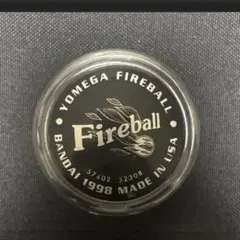 YOMEGA FIREBALL
Fireball
BANDAI 1998 MADE IN USA